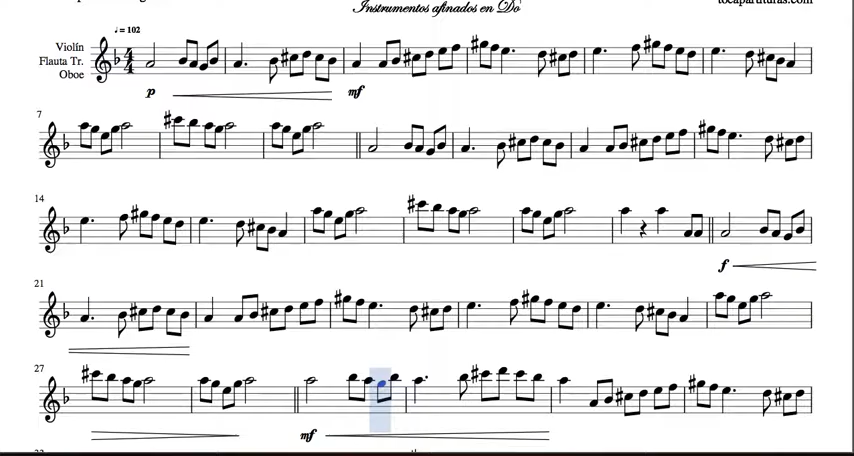 Instrumentos afinados en Do
tocapartituras.com
♩ = 102
Violín
Flauta Tr.
Oboe
p
mf
7
14
f
21
27
mf